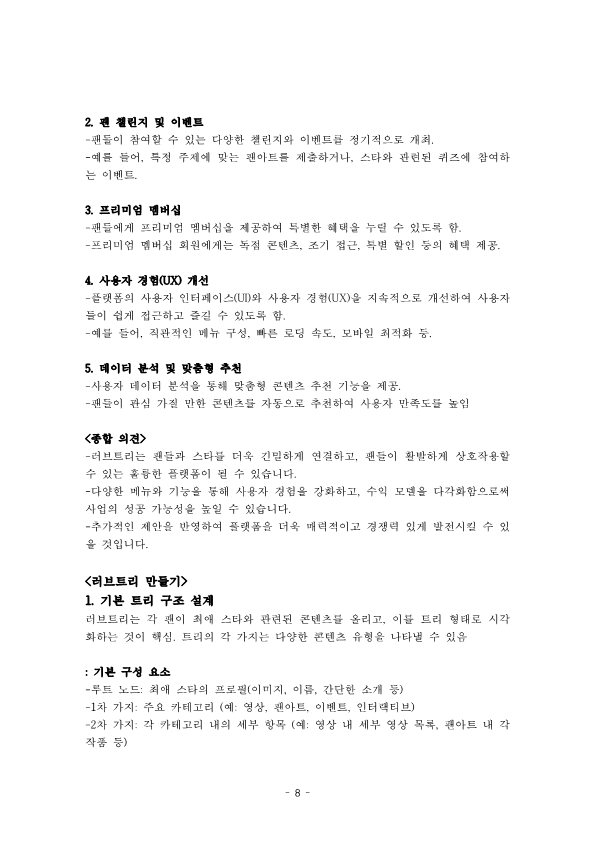 2. 팬 챌린지 및 이벤트
-팬들이 참여할 수 있는 다양한 챌린지와 이벤트를 정기적으로 개최.
-예를 들어, 특정 주제에 맞는 팬아트를 제출하거나, 스타와 관련된 퀴즈에 참여하
는 이벤트.
3. 프리미엄 멤버십
-팬들에게 프리미엄 멤버십을 제공하여 특별한 혜택을 누릴 수 있도록 함.
-프리미엄 멤버십 회원에게는 독점 콘텐츠, 조기 접근, 특별 할인 등의 혜택 제공.
4. 사용자 경험(UX) 개선
-플랫폼의 사용자 인터페이스(UI)와 사용자 경험(UX)을 지속적으로 개선하여 사용자
들이 쉽게 접근하고 즐길 수 있도록 함.
-예를 들어, 직관적인 메뉴 구성, 빠른 로딩 속도, 모바일 최적화 등.
5. 데이터 분석 및 맞춤형 추천
-사용자 데이터 분석을 통해 맞춤형 콘텐츠 추천 기능을 제공.
-팬들이 관심 가질 만한 콘텐츠를 자동으로 추천하여 사용자 만족도를 높임
<종합 의견>
-러브트리는 팬들과 스타를 더욱 긴밀하게 연결하고, 팬들이 활발하게 상호작용할
수 있는 훌륭한 플랫폼이 될 수 있습니다.
-다양한 메뉴와 기능을 통해 사용자 경험을 강화하고, 수익 모델을 다각화함으로써
사업의 성공 가능성을 높일 수 있습니다.
-추가적인 제안을 반영하여 플랫폼을 더욱 매력적이고 경쟁력 있게 발전시킬 수 있
을 것입니다.
<러브트리 만들기>
1. 기본 트리 구조 설계
러브트리는 각 팬이 최애 스타와 관련된 콘텐츠를 올리고, 이를 트리 형태로 시각
화하는 것이 핵심. 트리의 각 가지는 다양한 콘텐츠 유형을 나타낼 수 있음
: 기본 구성 요소
-루트 노드: 최애 스타의 프로필(이미지, 이름, 간단한 소개 등)
-1차 가지: 주요 카테고리 (예: 영상, 팬아트, 이벤트, 인터랙티브)
-2차 가지: 각 카테고리 내의 세부 항목 (예: 영상 내 세부 영상 목록, 팬아트 내 각
작품 등)
- 8 -